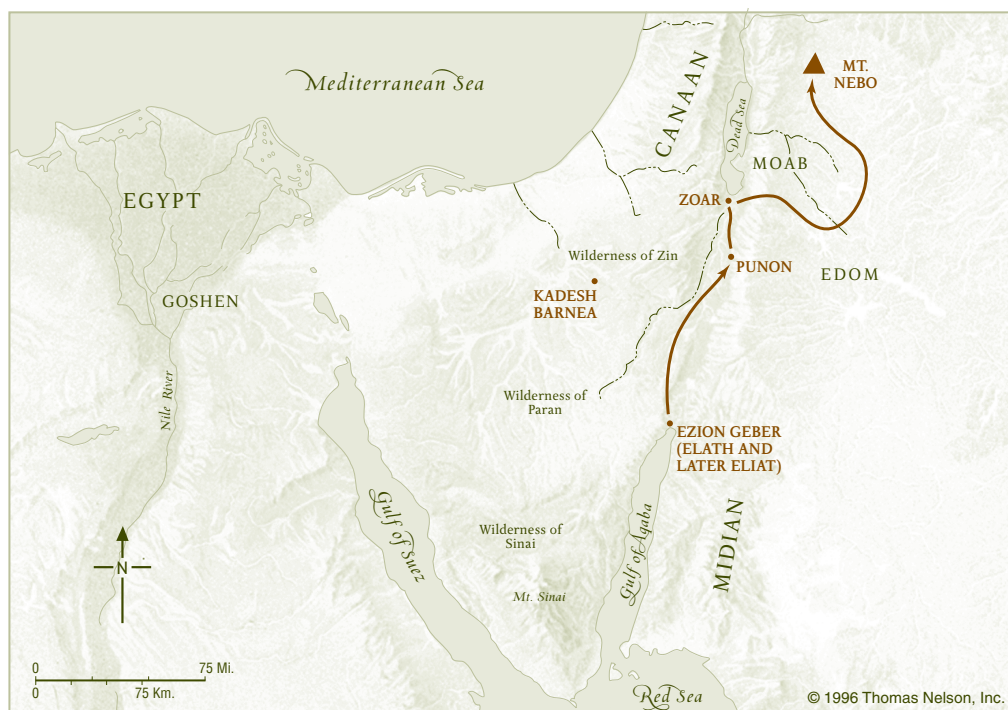 Mediterranean Sea
CANAAN
Dead Sea
MT.
NEBO
MOAB
EGYPT
ZOAR
Wilderness of Zin
PUNON
EDOM
KADESH
BARNEA
GOSHEN
Nile River
Wilderness of
Paran
EZION GEBER
(ELATH AND
LATER ELIAT)
Gulf of Suez
Wilderness of
Sinai
Mt. Sinai
Gulf of Aqaba
MIDIAN
N
0 75 Mi.
0 75 Km.
Red Sea
© 1996 Thomas Nelson, Inc.